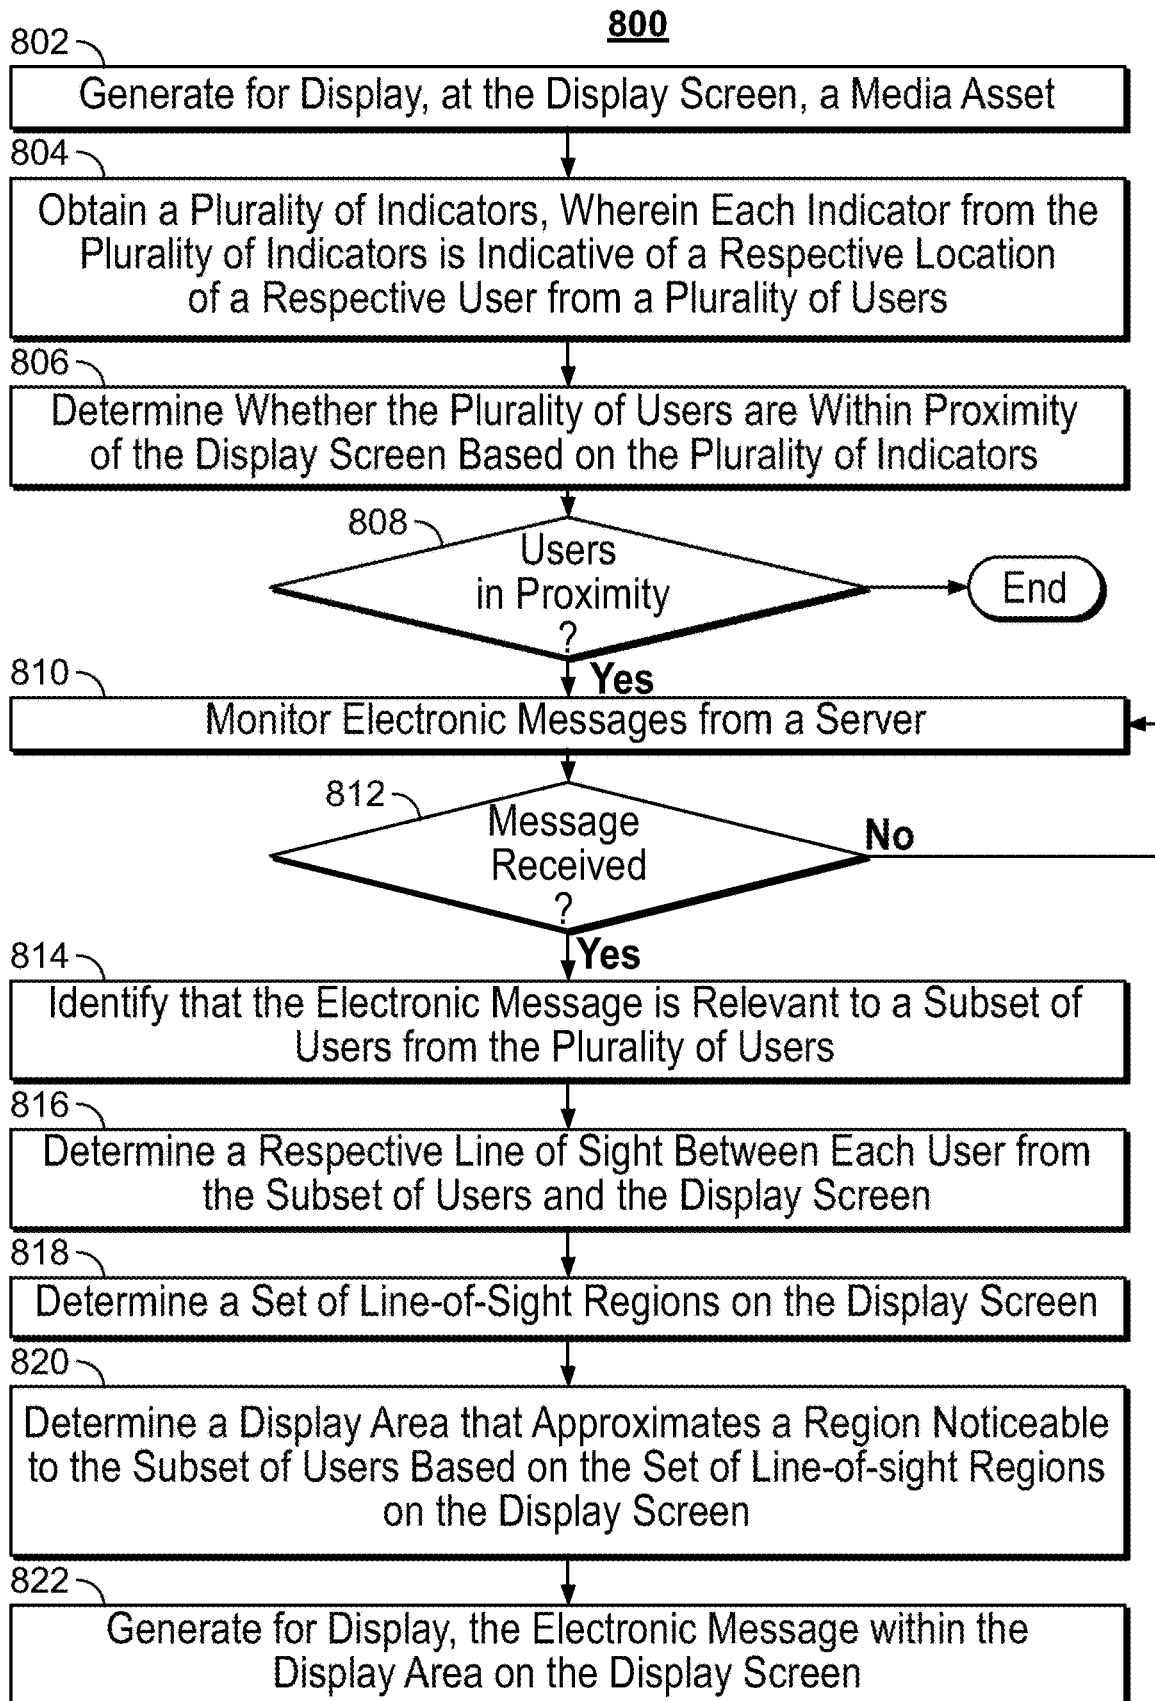 800
802
Generate for Display, at the Display Screen, a Media Asset
804
Obtain a Plurality of Indicators, Wherein Each Indicator from the
Plurality of Indicators is Indicative of a Respective Location
of a Respective User from a Plurality of Users
806
Determine Whether the Plurality of Users are Within Proximity
of the Display Screen Based on the Plurality of Indicators
808
Users
in Proximity
?
End
Yes
810
Monitor Electronic Messages from a Server
812
Message
Received
?
No
Yes
814
Identify that the Electronic Message is Relevant to a Subset of
Users from the Plurality of Users
816
Determine a Respective Line of Sight Between Each User from
the Subset of Users and the Display Screen
818
Determine a Set of Line-of-Sight Regions on the Display Screen
820
Determine a Display Area that Approximates a Region Noticeable
to the Subset of Users Based on the Set of Line-of-sight Regions
on the Display Screen
822
Generate for Display, the Electronic Message within the
Display Area on the Display Screen